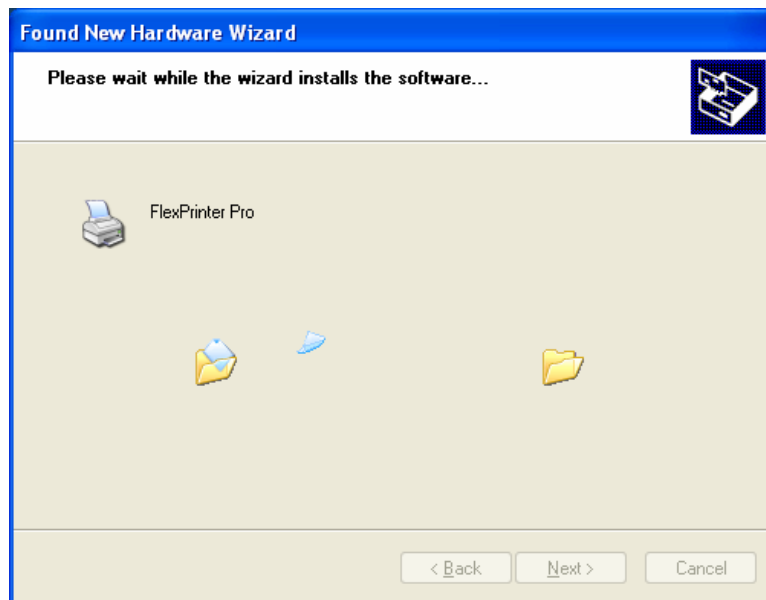 Found New Hardware Wizard
Please wait while the wizard installs the software...
FlexPrinter Pro
< Back Next > Cancel